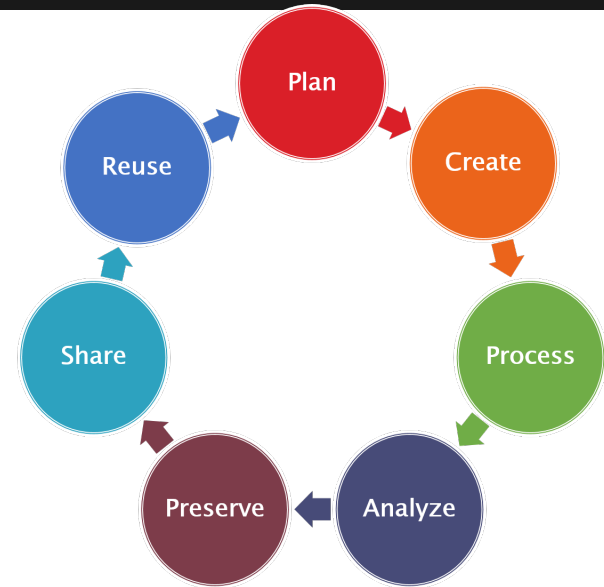 Plan
Create
Process
Analyze
Preserve
Share
Reuse